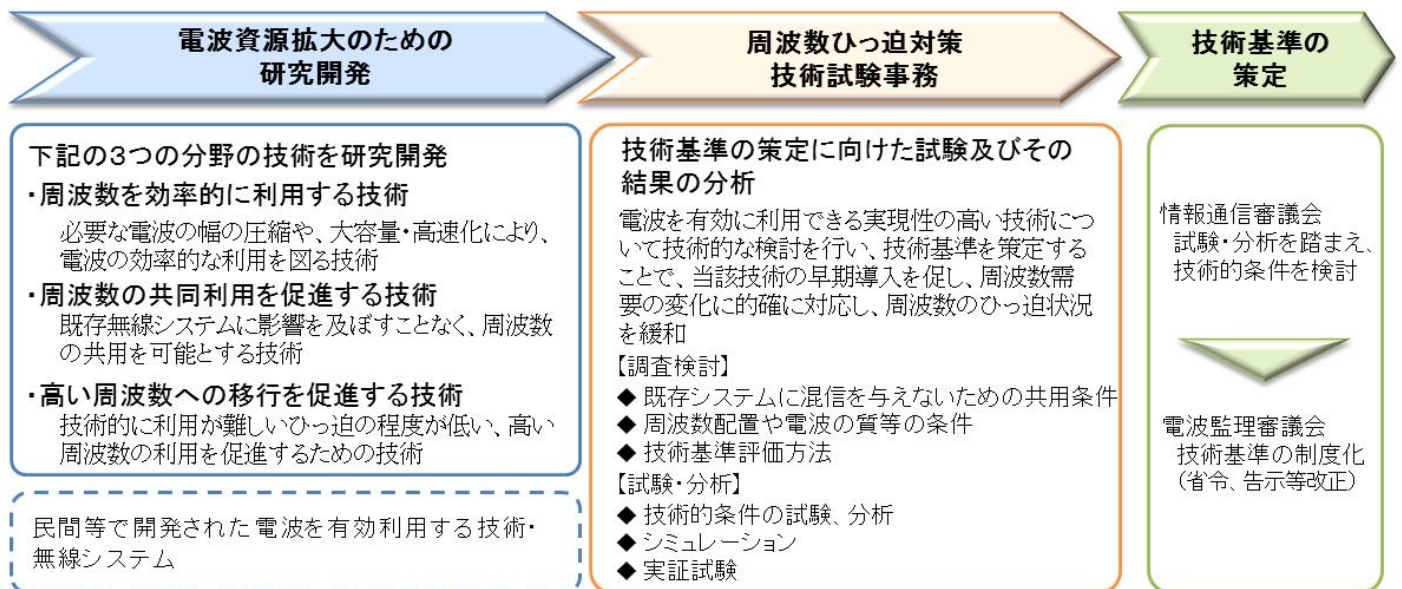 電波資源拡大のための
研究開発
周波数ひっ迫対策
技術試験事務
技術基準の
策定
下記の3つの分野の技術を研究開発
・周波数を効率的に利用する技術
必要な電波の幅の圧縮や、大容量・高速化により、
電波の効率的な利用を図る技術
・周波数の共同利用を促進する技術
既存無線システムに影響を及ぼすことなく、周波数
の共用を可能とする技術
・高い周波数への移行を促進する技術
技術的に利用が難しいひっ迫の程度が低い、高い
周波数の利用を促進するための技術
民間等で開発された電波を有効利用する技術・
無線システム
技術基準の策定に向けた試験及びその
結果の分析
電波を有効に利用できる実現性の高い技術につ
いて技術的な検討を行い、技術基準を策定する
ことで、当該技術の早期導入を促し、周波数需
要の変化に的確に対応し、周波数のひっ迫状況
を緩和
【調査検討】
◆ 既存システムに混信を与えないための共用条件
◆ 周波数配置や電波の質等の条件
◆ 技術基準評価方法
【試験・分析】
◆ 技術的条件の試験、分析
◆ シミュレーション
◆ 実証試験
情報通信審議会
試験・分析を踏まえ、
技術的条件を検討
電波監理審議会
技術基準の制度化
（省令、告示等改正）